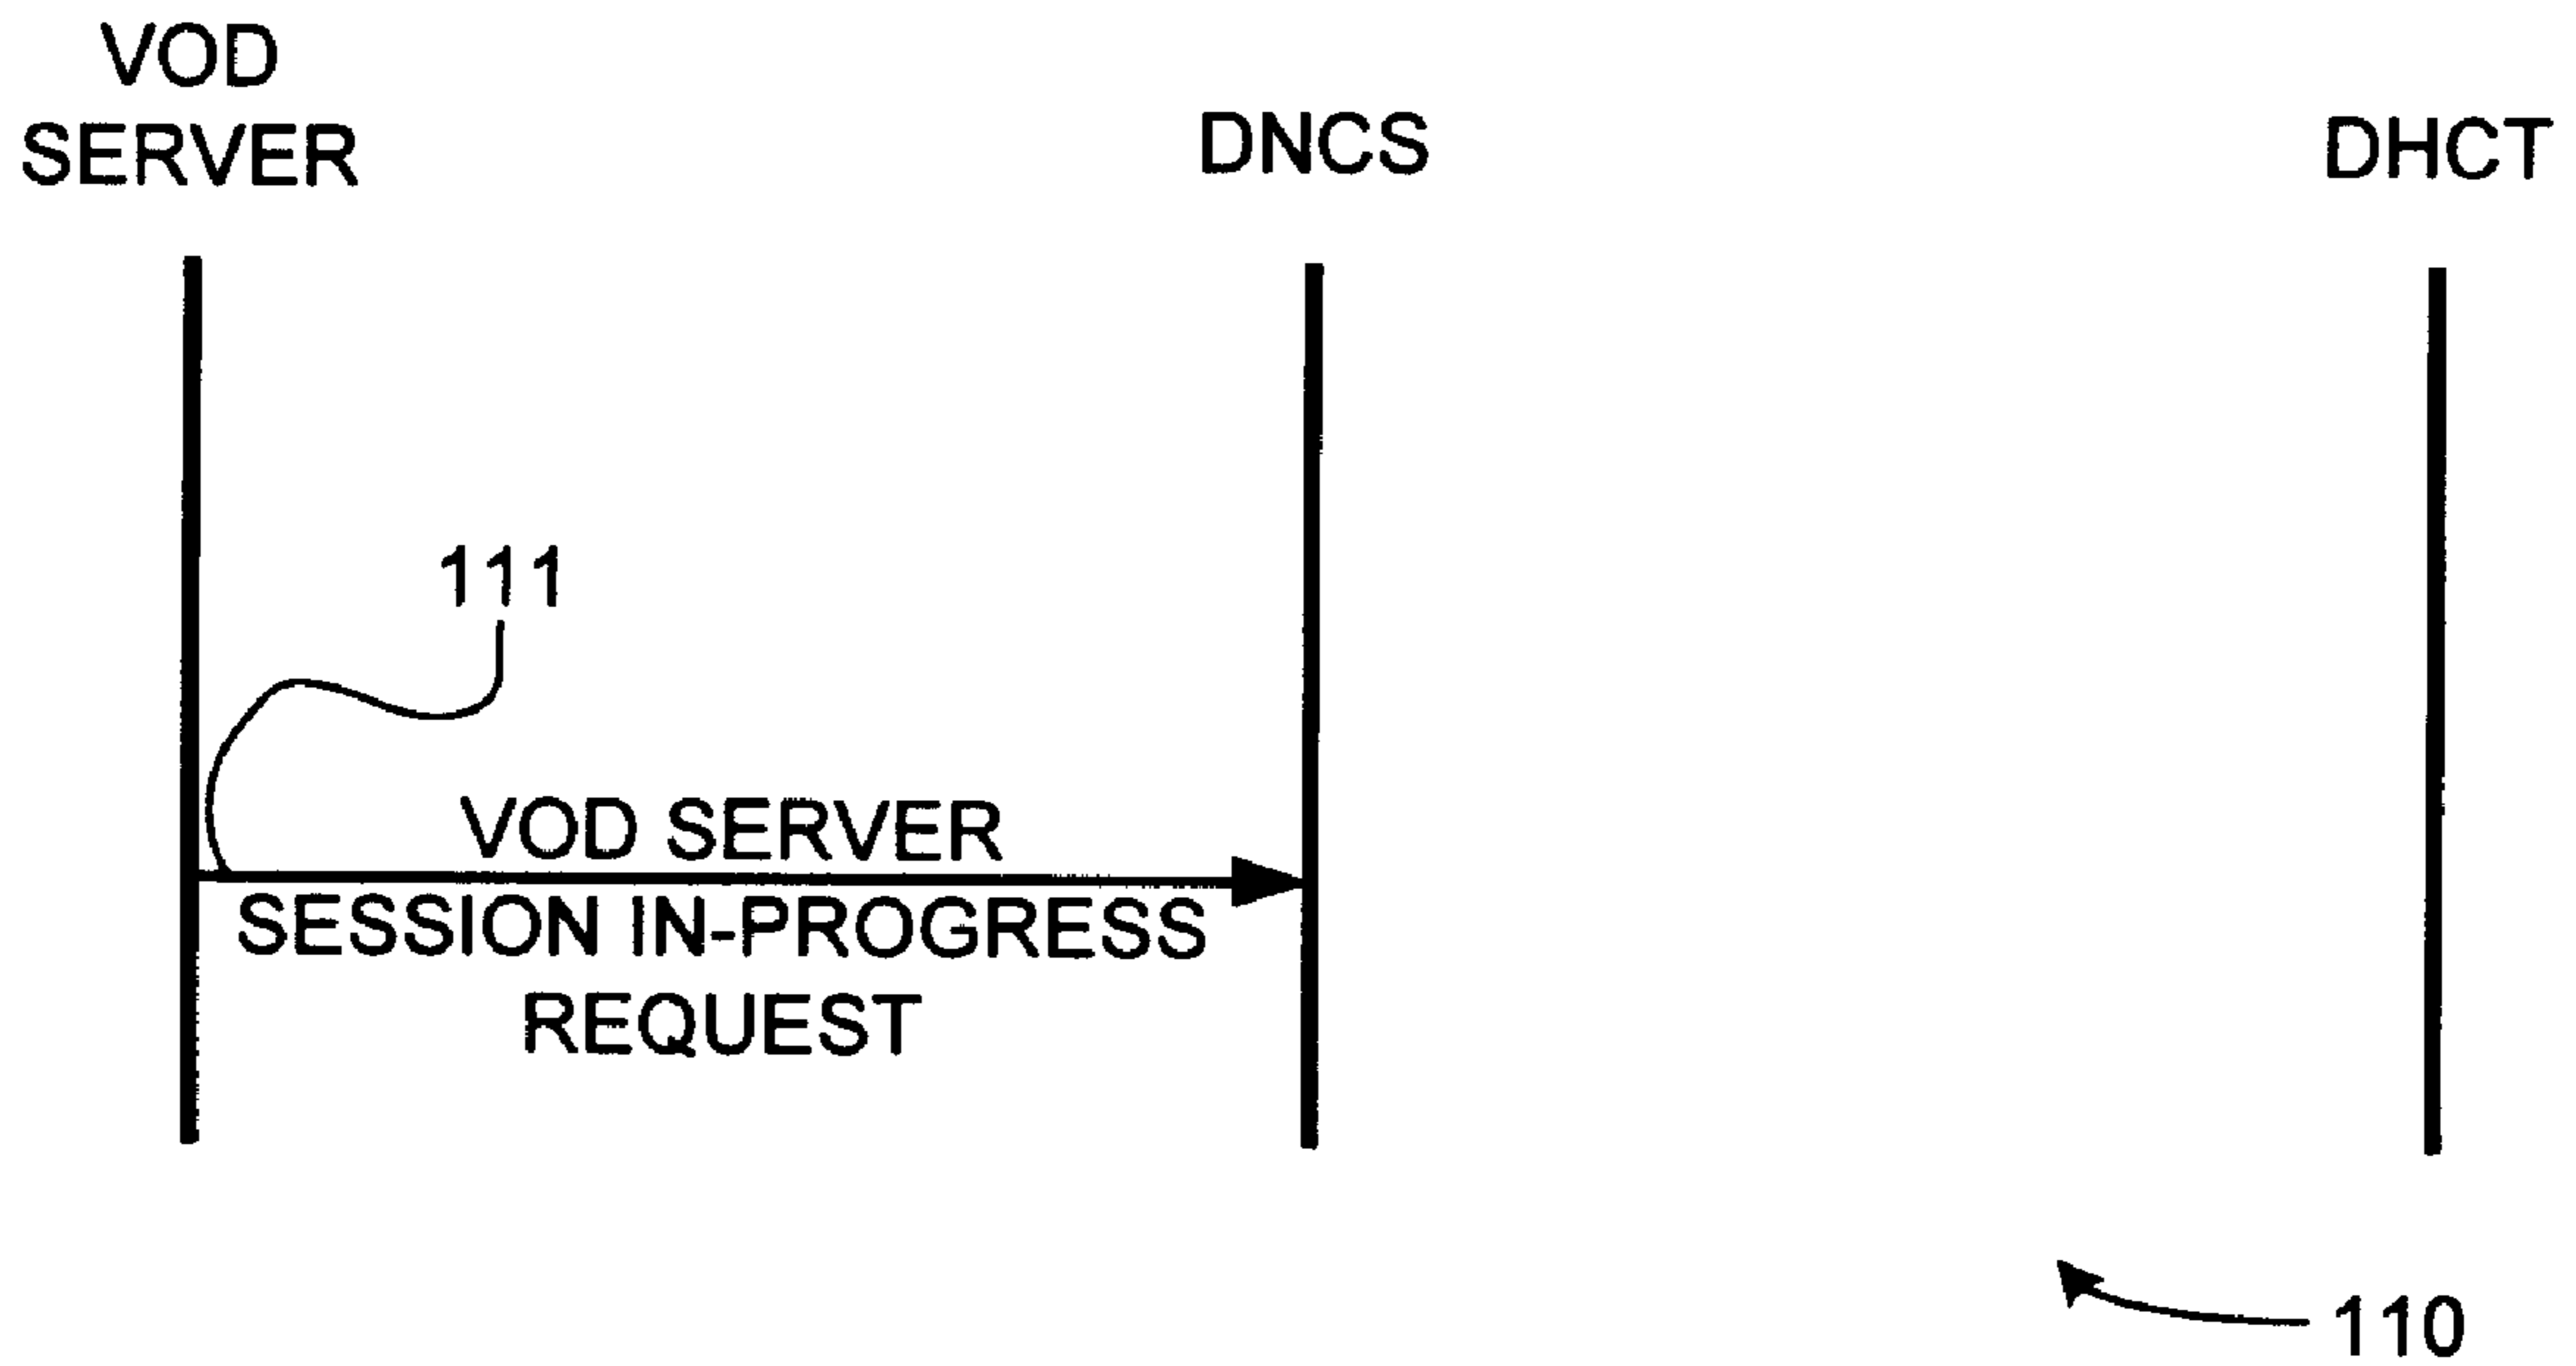 VOD
SERVER
DNCS
DHCT
111
VOD SERVER
SESSION IN-PROGRESS
REQUEST
110